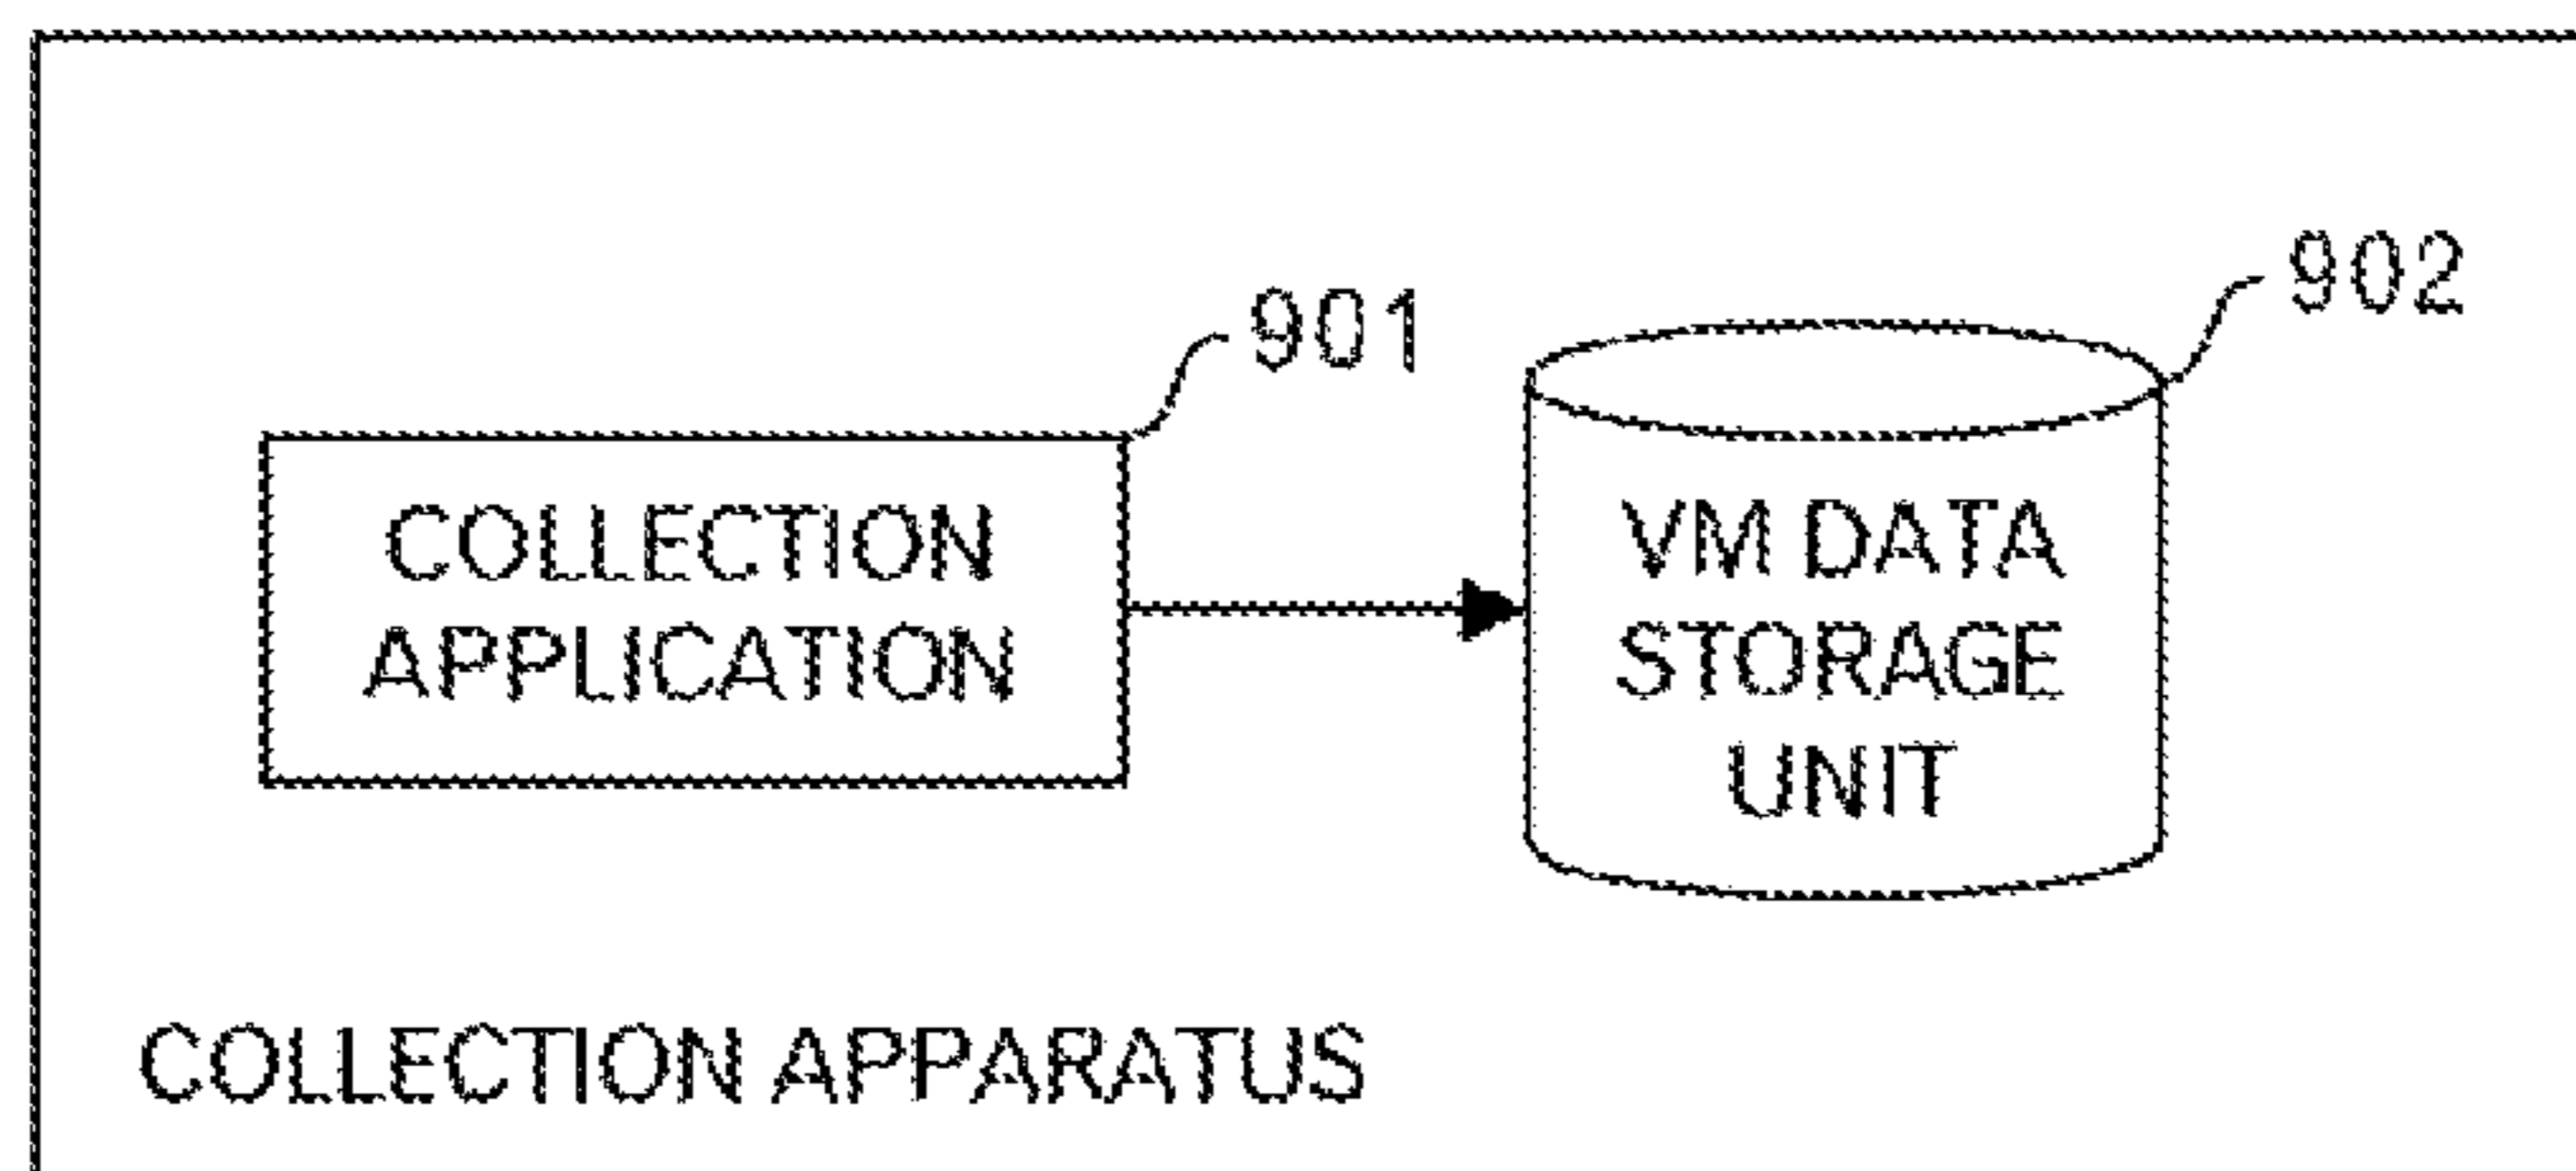 902
901
COLLECTION
APPLICATION
VM DATA
STORAGE
UNIT
COLLECTION APPARATUS